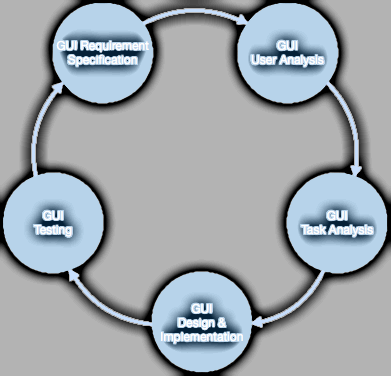 GUI Requirement
Specification
GUI
User Analysis
GUI
Task Analysis
GUI
Design &
Implementation
GUI
Testing